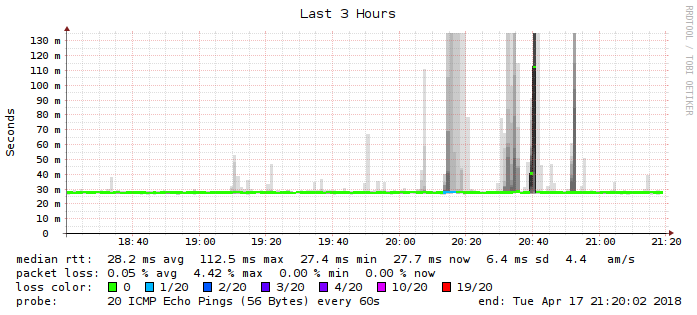 Last 3 Hours
RRDTOOL / TOBI OETIKER
Seconds
130 m
120 m
110 m
100 m
90 m
80 m
70 m
60 m
50 m
40 m
30 m
20 m
10 m
0
18:40 19:00 19:20 19:40 20:00 20:20 20:40 21:00 21:20
median rtt: 28.2 ms avg 112.5 ms max 27.4 ms min 27.7 ms now 6.4 ms sd 4.4 am/s
packet loss: 0.05 % avg 4.42 % max 0.00 % min 0.00 % now
loss color: 0 1/20 2/20 3/20 4/20 10/20 19/20
probe: 20 ICMP Echo Pings (56 Bytes) every 60s end: Tue Apr 17 21:20:02 2018